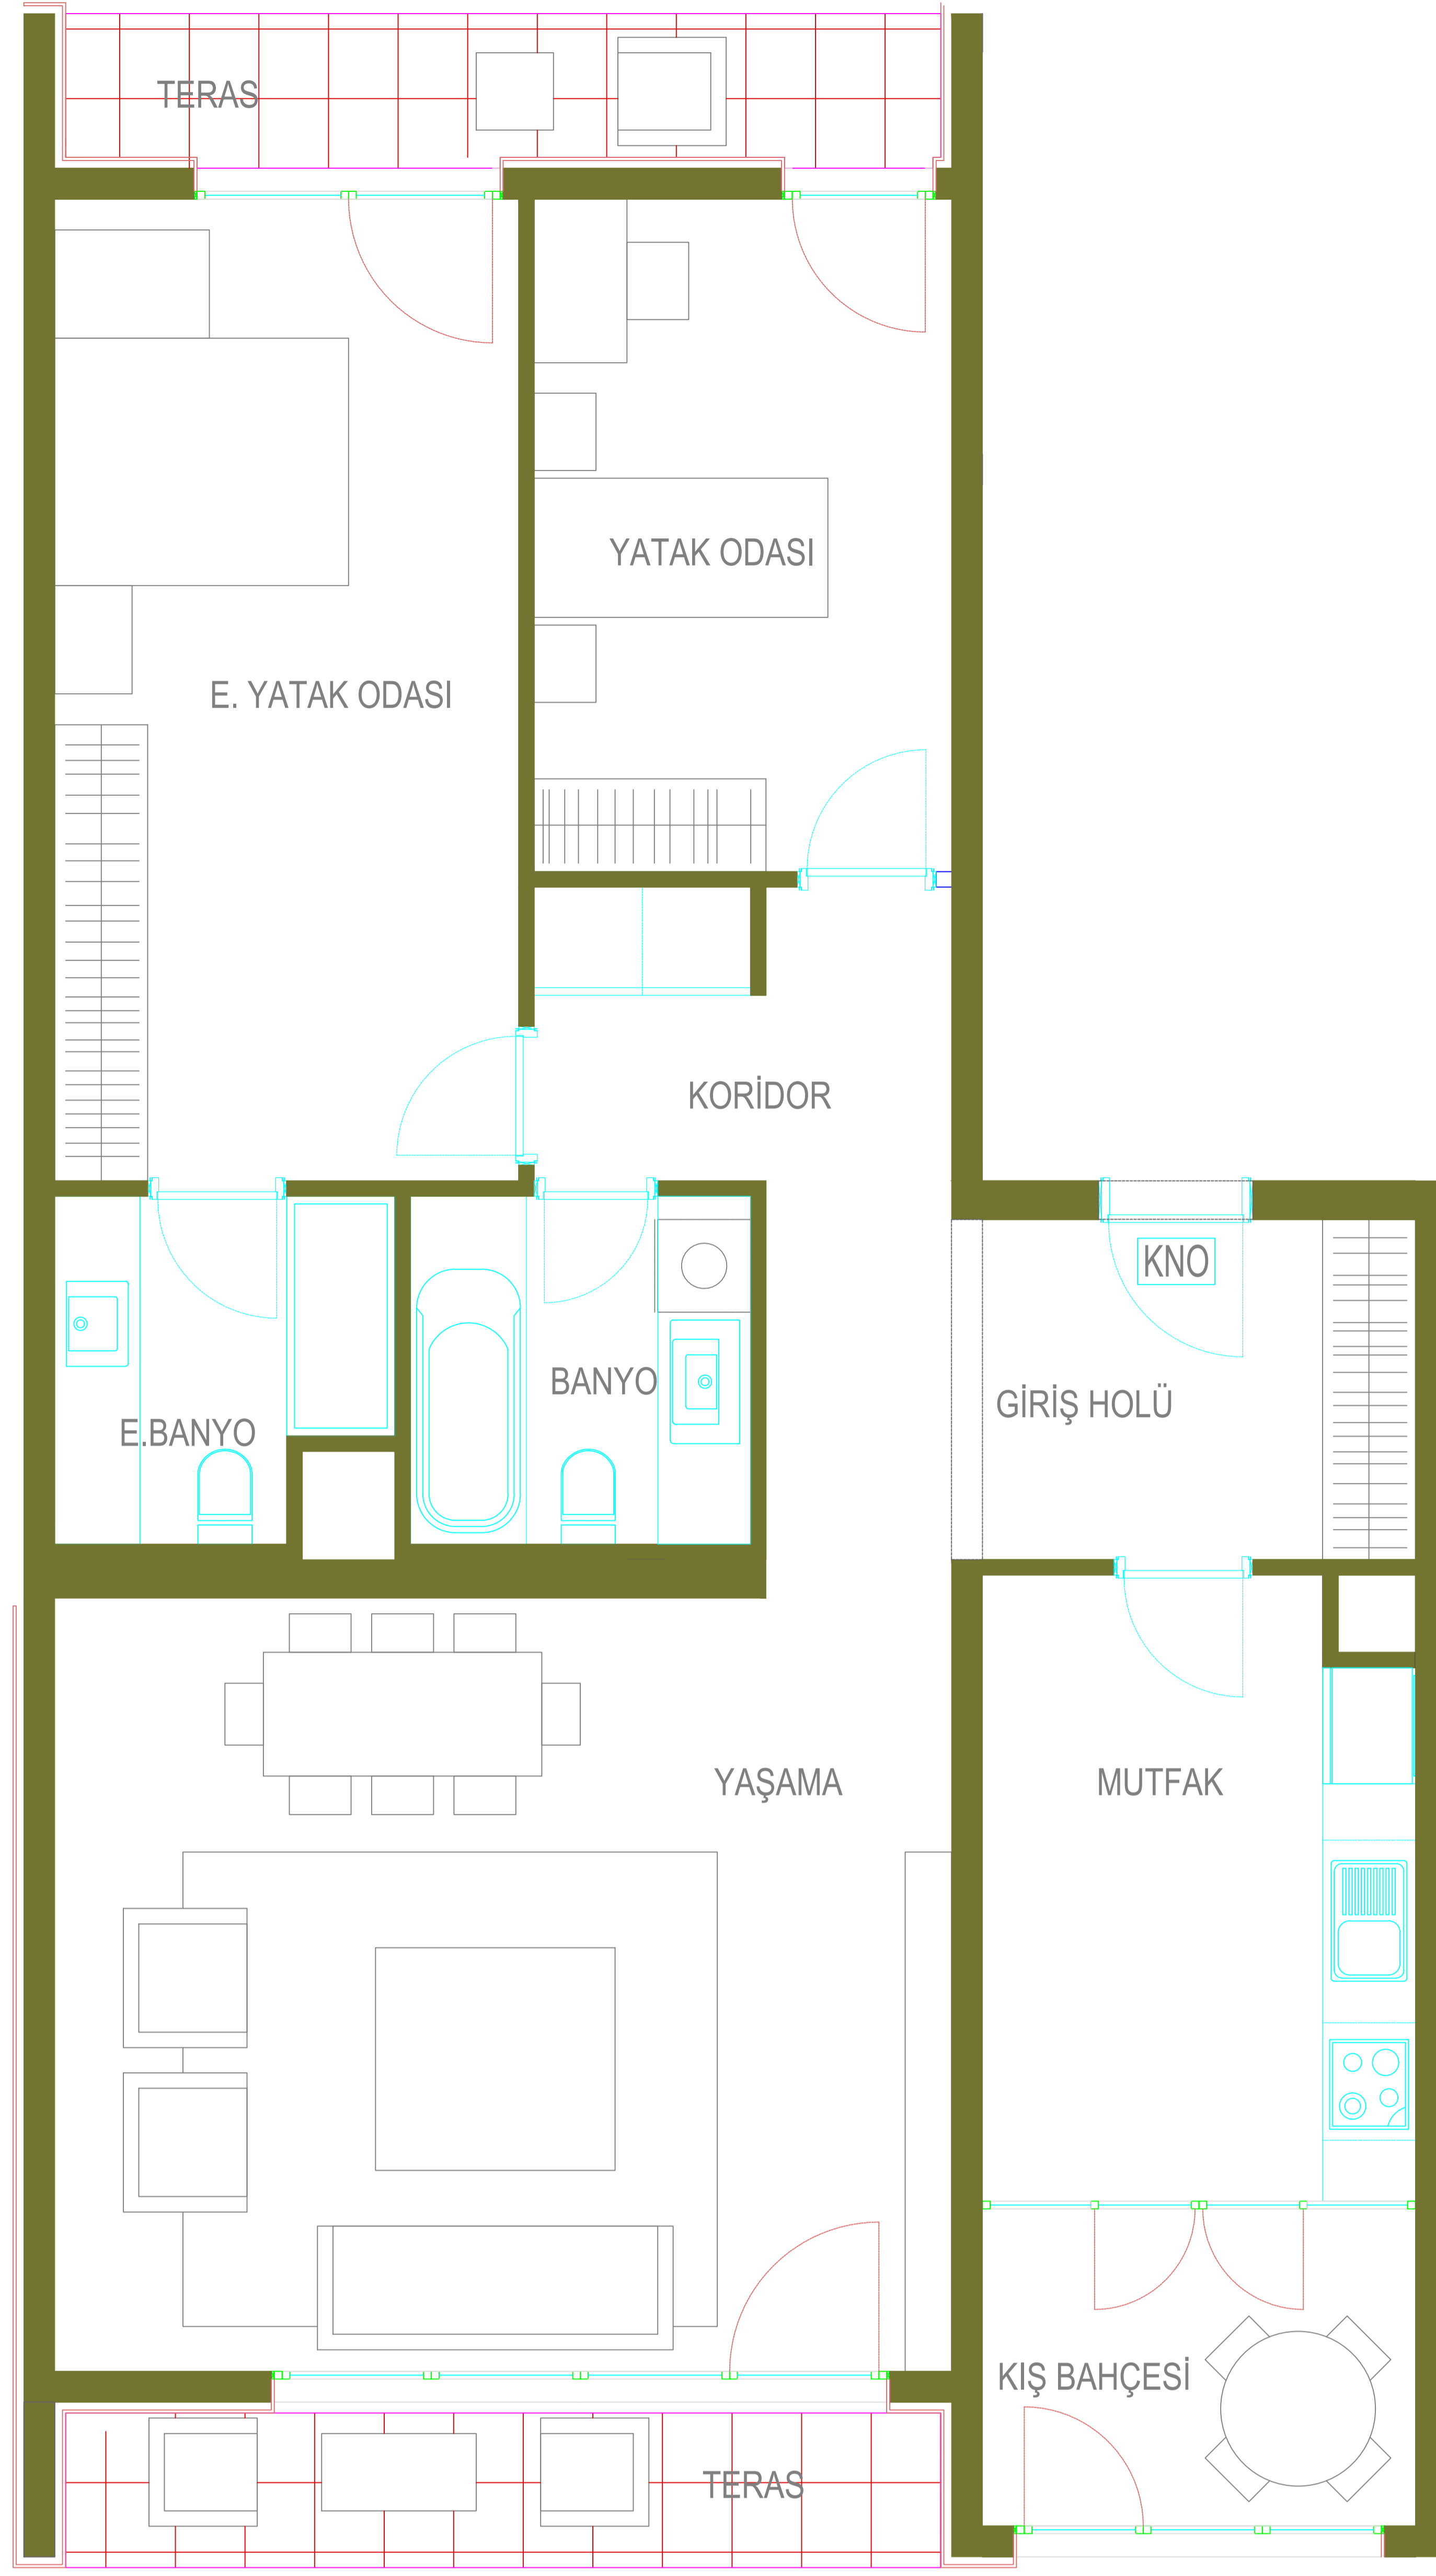 TERAS
YATAK ODASI
E. YATAK ODASI
KORİDOR
KNO
BANYO
GİRİŞ HOLÜ
E.BANYO
YAŞAMA
MUTFAK
KIŞ BAHÇESİ
TERAS